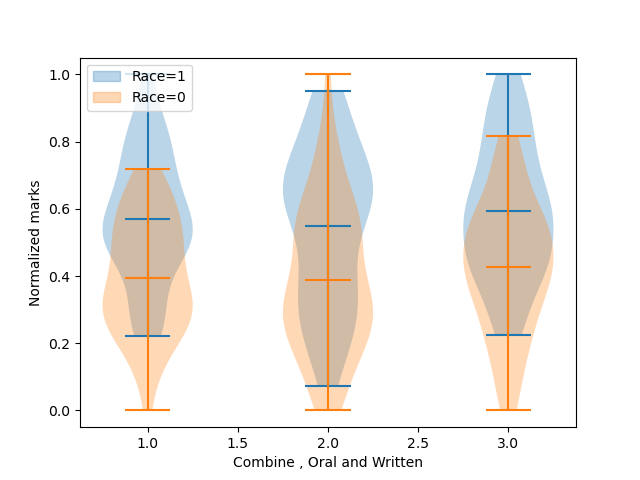 Race=1
Race=0
1.0
0.8
0.6
0.4
0.2
0.0
Normalized marks
1.0 1.5 2.0 2.5 3.0
Combine , Oral and Written